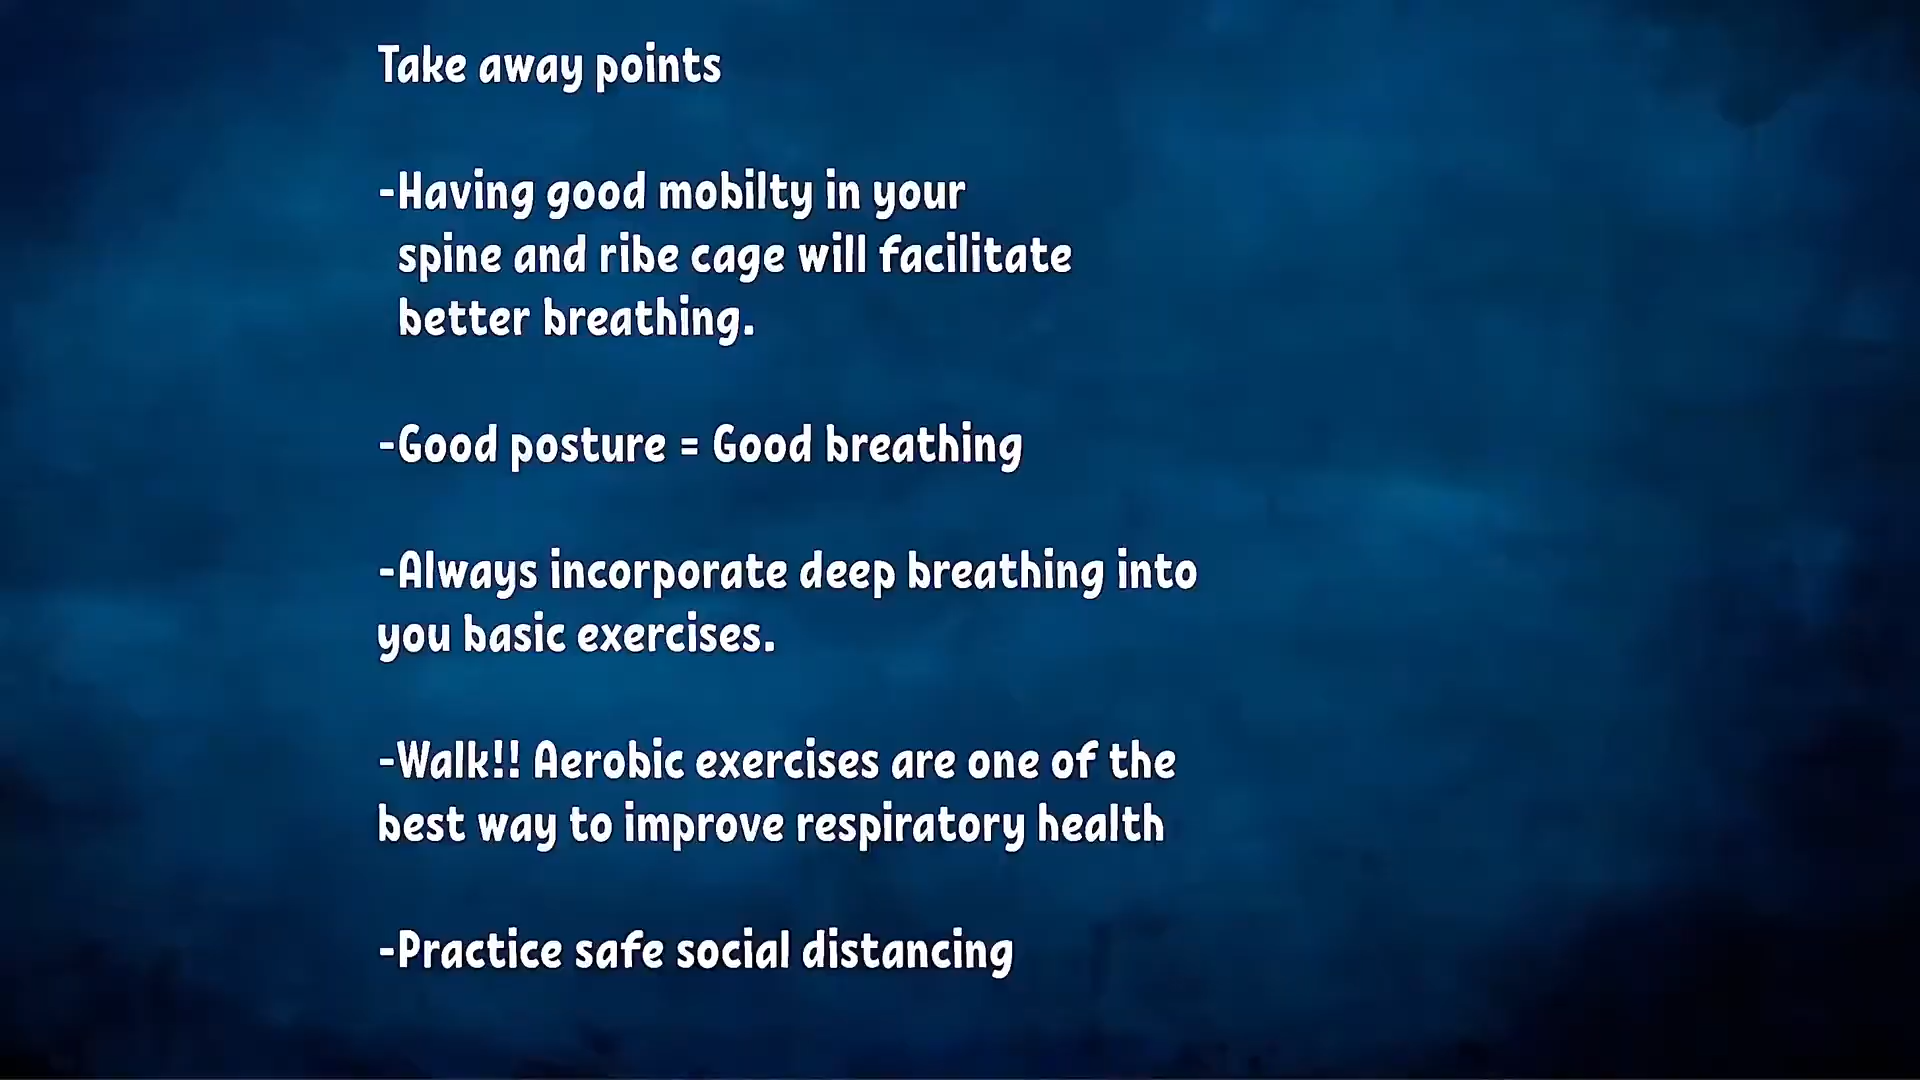 Take away points
-Having good mobilty in your
spine and ribe cage will facilitate
better breathing.
-Good posture = Good breathing
-Always incorporate deep breathing into
you basic exercises.
-Walk!! Aerobic exercises are one of the
best way to improve respiratory health
-Practice safe social distancing